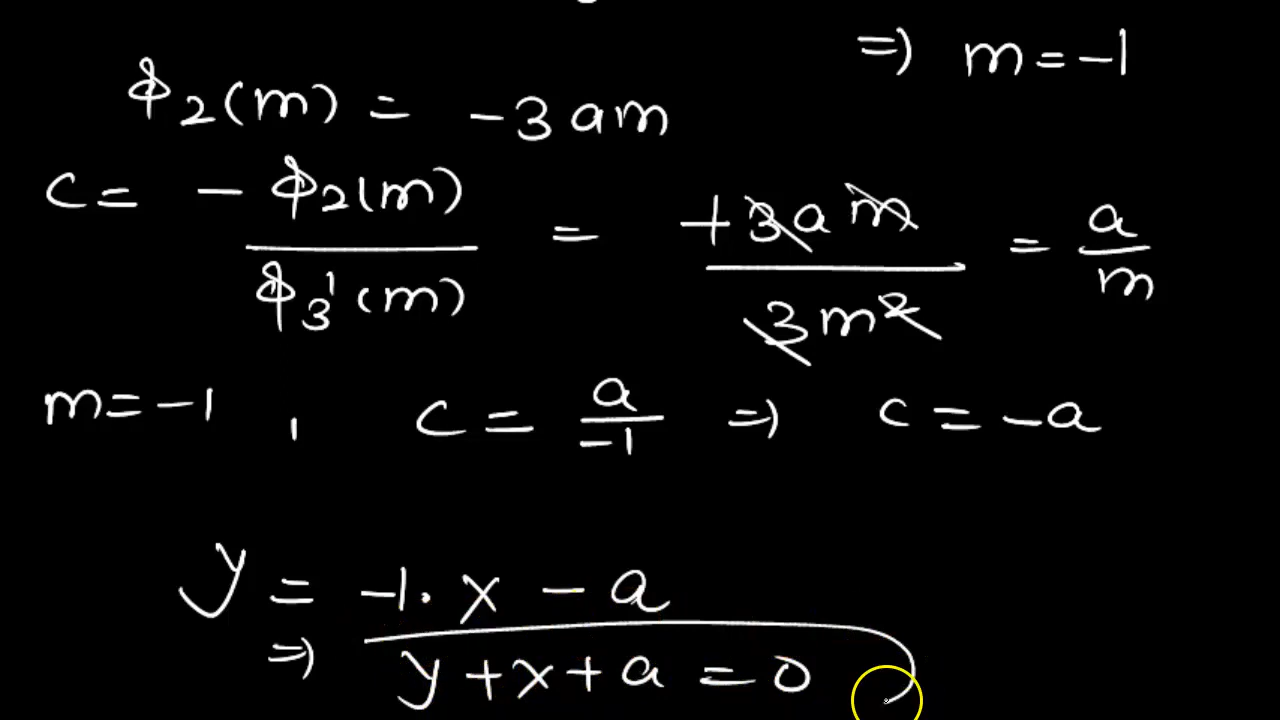 => m = -1
φ₂(m) = -3am
c = - φ₂(m) / φ₃'(m) = +3am / 3m² = a/m
m = -1 , c = a/-1 => c = -a
y = -1. x - a
=> y + x + a = 0